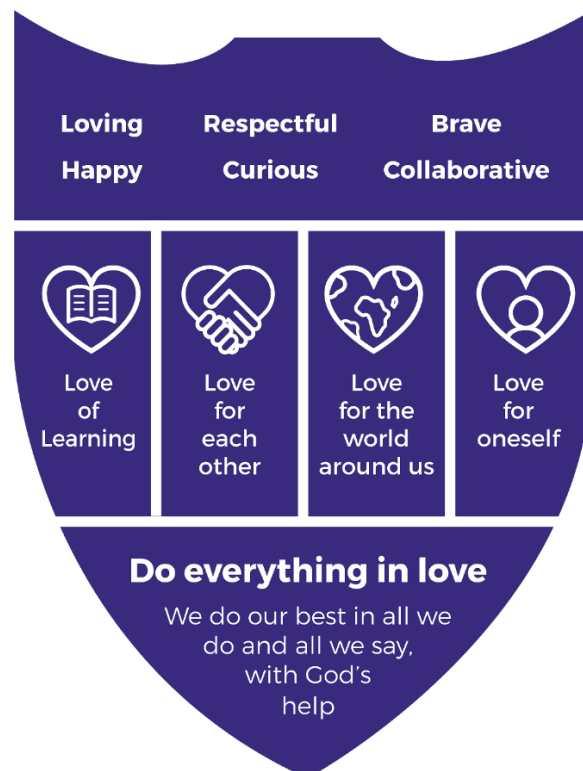 Loving Respectful Brave
Happy Curious Collaborative
Love
of
Learning
Love
for
each
other
Love
for the
world
around us
Love
for
oneself
Do everything in love
We do our best in all we
do and all we say,
with God's
help